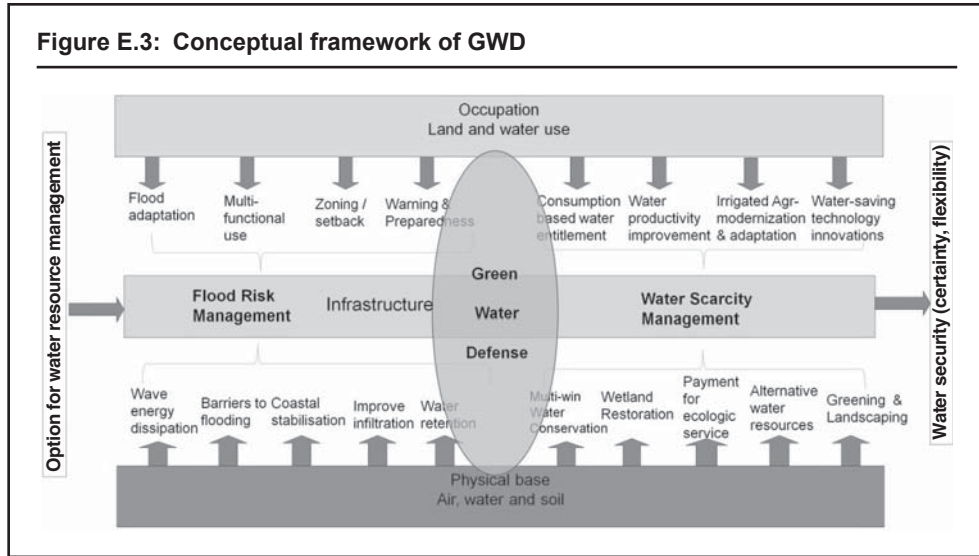 Figure E.3: Conceptual framework of GWD
Occupation
Land and water use
Option for water resource management
Water security (certainty, flexibility)
Flood
adaptation
Multi-
functional
use
Zoning /
setback
Warning &
Preparedness
Consumption
based water
entitlement
Water
productivity
improvement
Irrigated Agr-
modernization
& adaptation
Water-saving
technology
innovations
Flood Risk
Management
Infrastructure
Green
Water
Defense
Water Scarcity
Management
Wave
energy
dissipation
Barriers to
flooding
Coastal
stabilisation
Improve
infiltration
Water
retention
Multi-win
Water
Conservation
Wetland
Restoration
Payment
for
ecologic
service
Alternative
water
resources
Greening &
Landscaping
Physical base
Air, water and soil